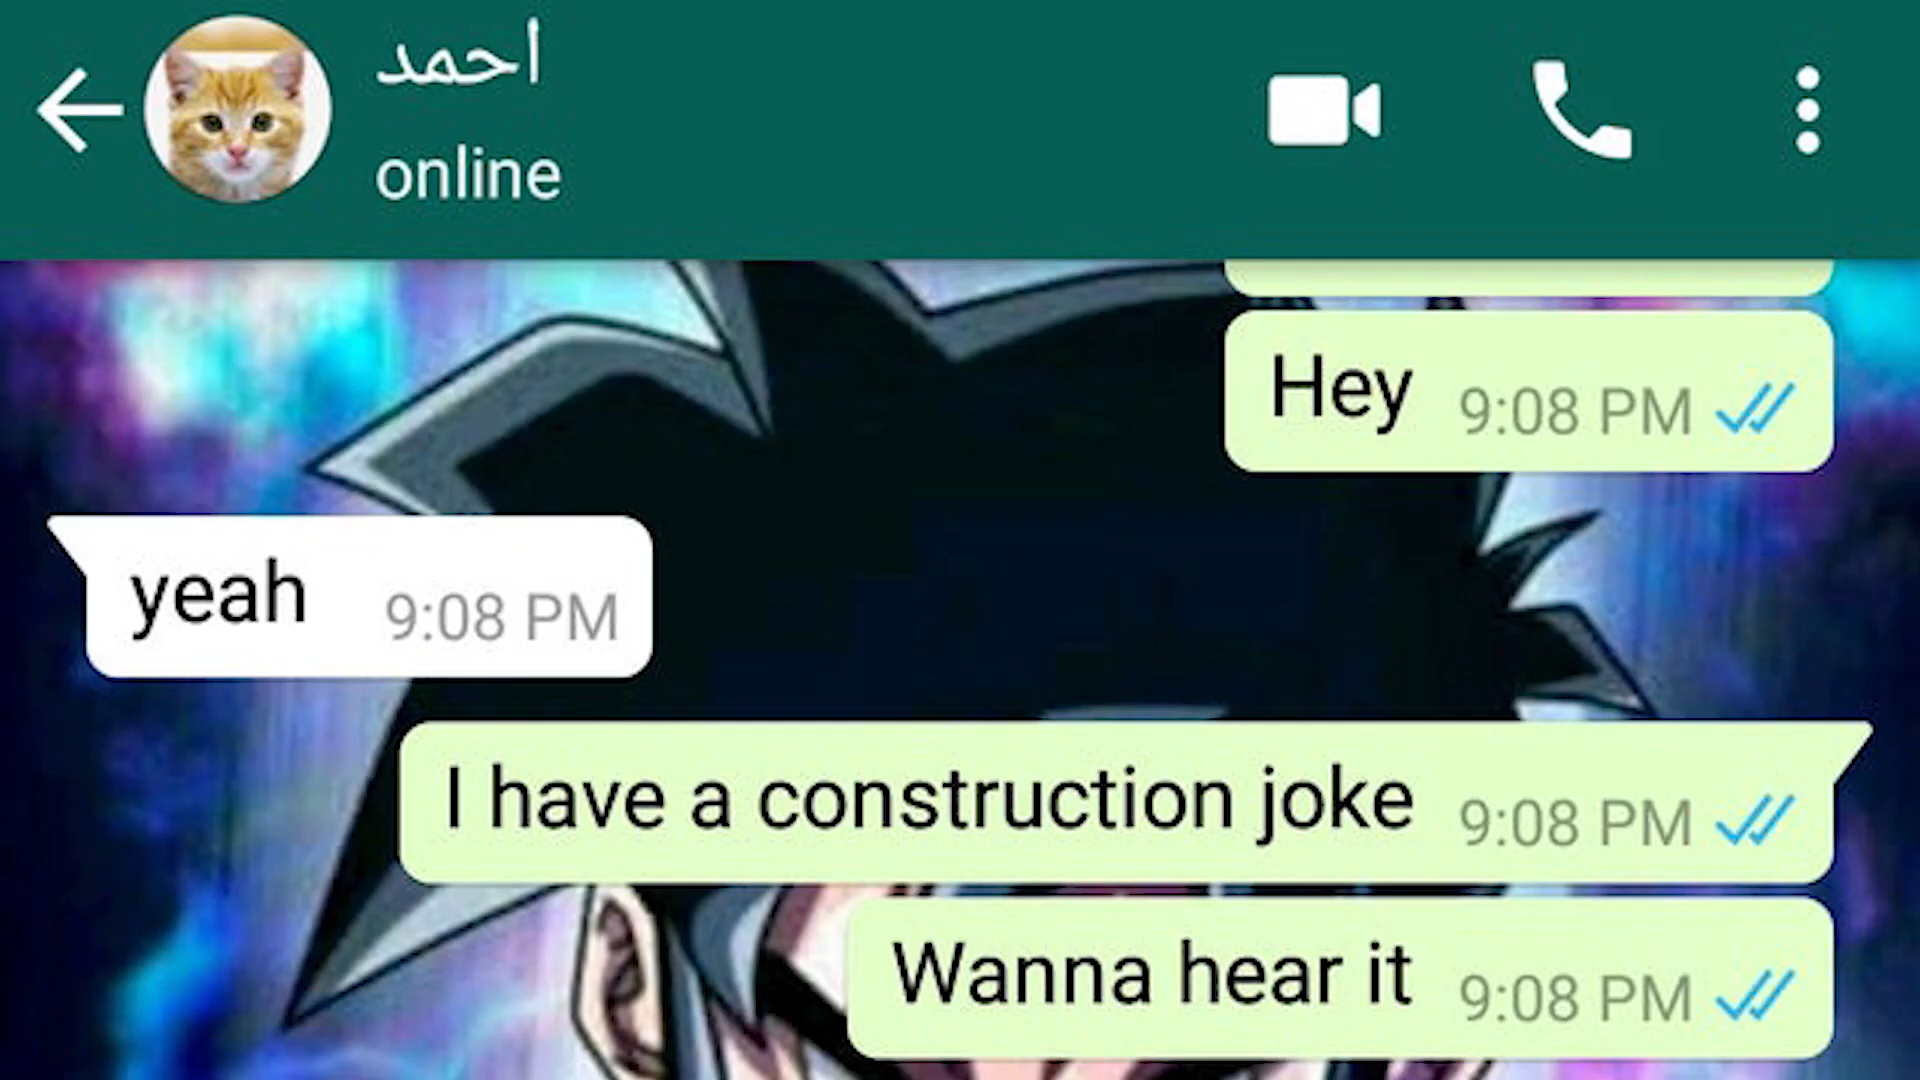 احمد
online
Hey 9:08 PM
yeah 9:08 PM
I have a construction joke 9:08 PM
Wanna hear it 9:08 PM